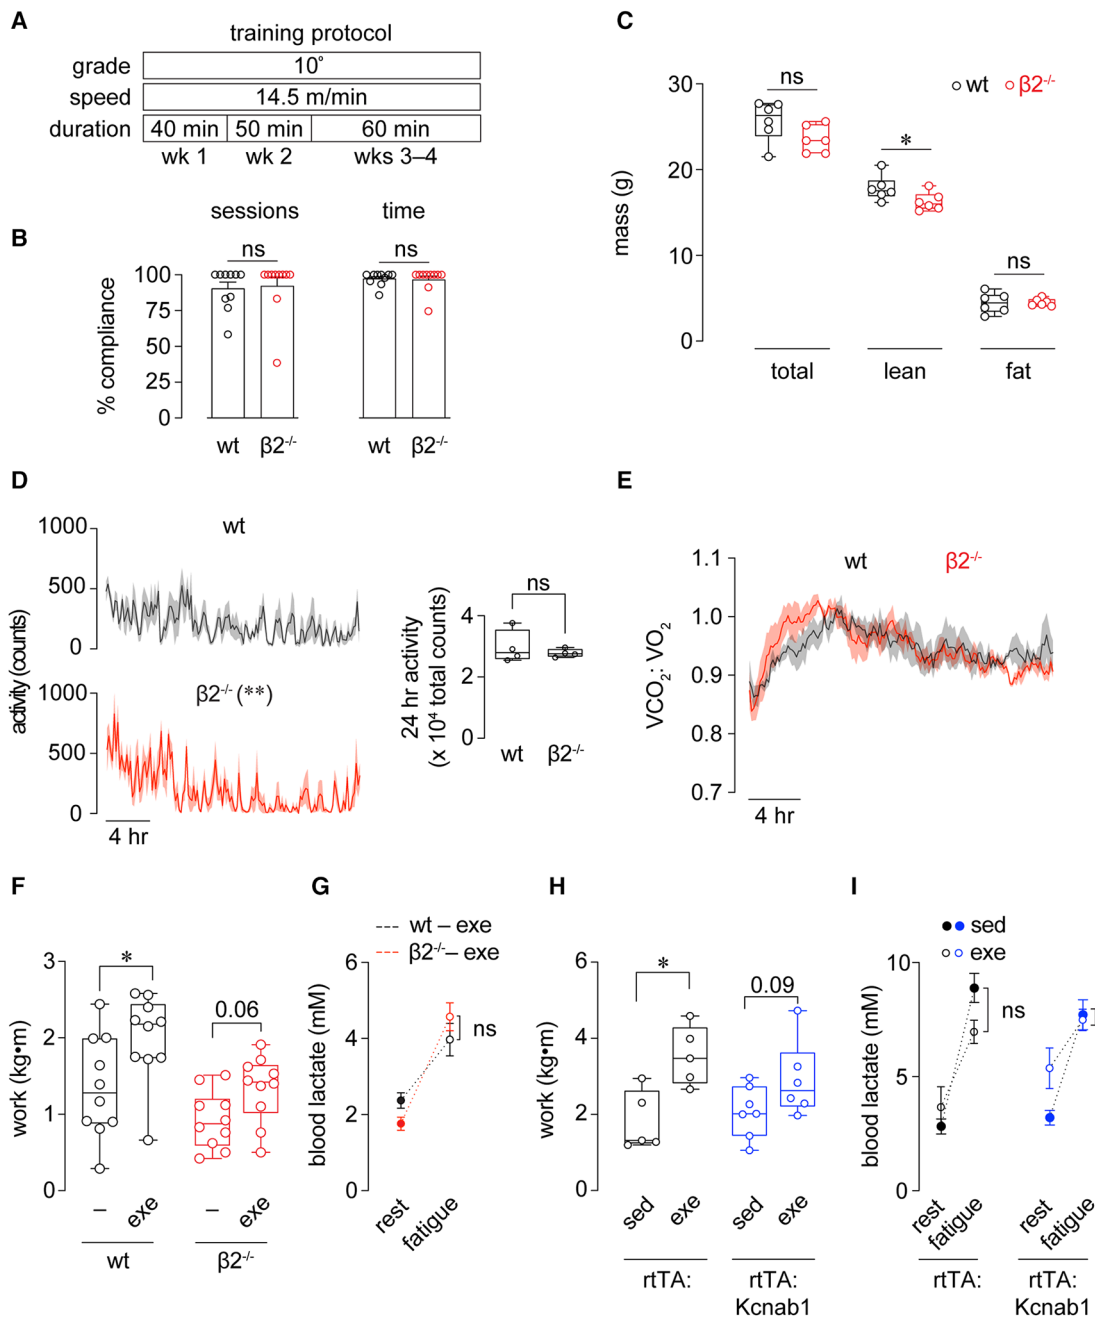 A
training protocol
grade 10°
speed 14.5 m/min
duration 40 min 50 min 60 min
wk 1 wk 2 wks 3–4
B
sessions time
ns ns
% compliance
100
75
50
25
0
wt β2-/- wt β2-/-
C
wt β2-/-
mass (g)
30
20
10
0
ns
*
ns
total lean fat
D
activity (counts)
1000
500
0
wt
1000
500
0
β2-/- (**)
4 hr
24 hr activity
(x 10⁴ total counts)
4
2
0
ns
wt β2-/-
E
VCO₂: VO₂
1.1
1.0
0.9
0.8
0.7
wt β2-/-
4 hr
F
work (kg•m)
3
2
1
0
*
0.06
– exe – exe
wt β2-/-
G
wt – exe
β2-/- – exe
blood lactate (mM)
6
4
2
0
ns
rest
fatigue
H
work (kg•m)
6
4
2
0
*
0.09
sed exe sed exe
rtTA: rtTA:
Kcnab1
I
sed
exe
blood lactate (mM)
10
5
0
ns
rest
fatigue
rest
fatigue
rtTA: rtTA:
Kcnab1